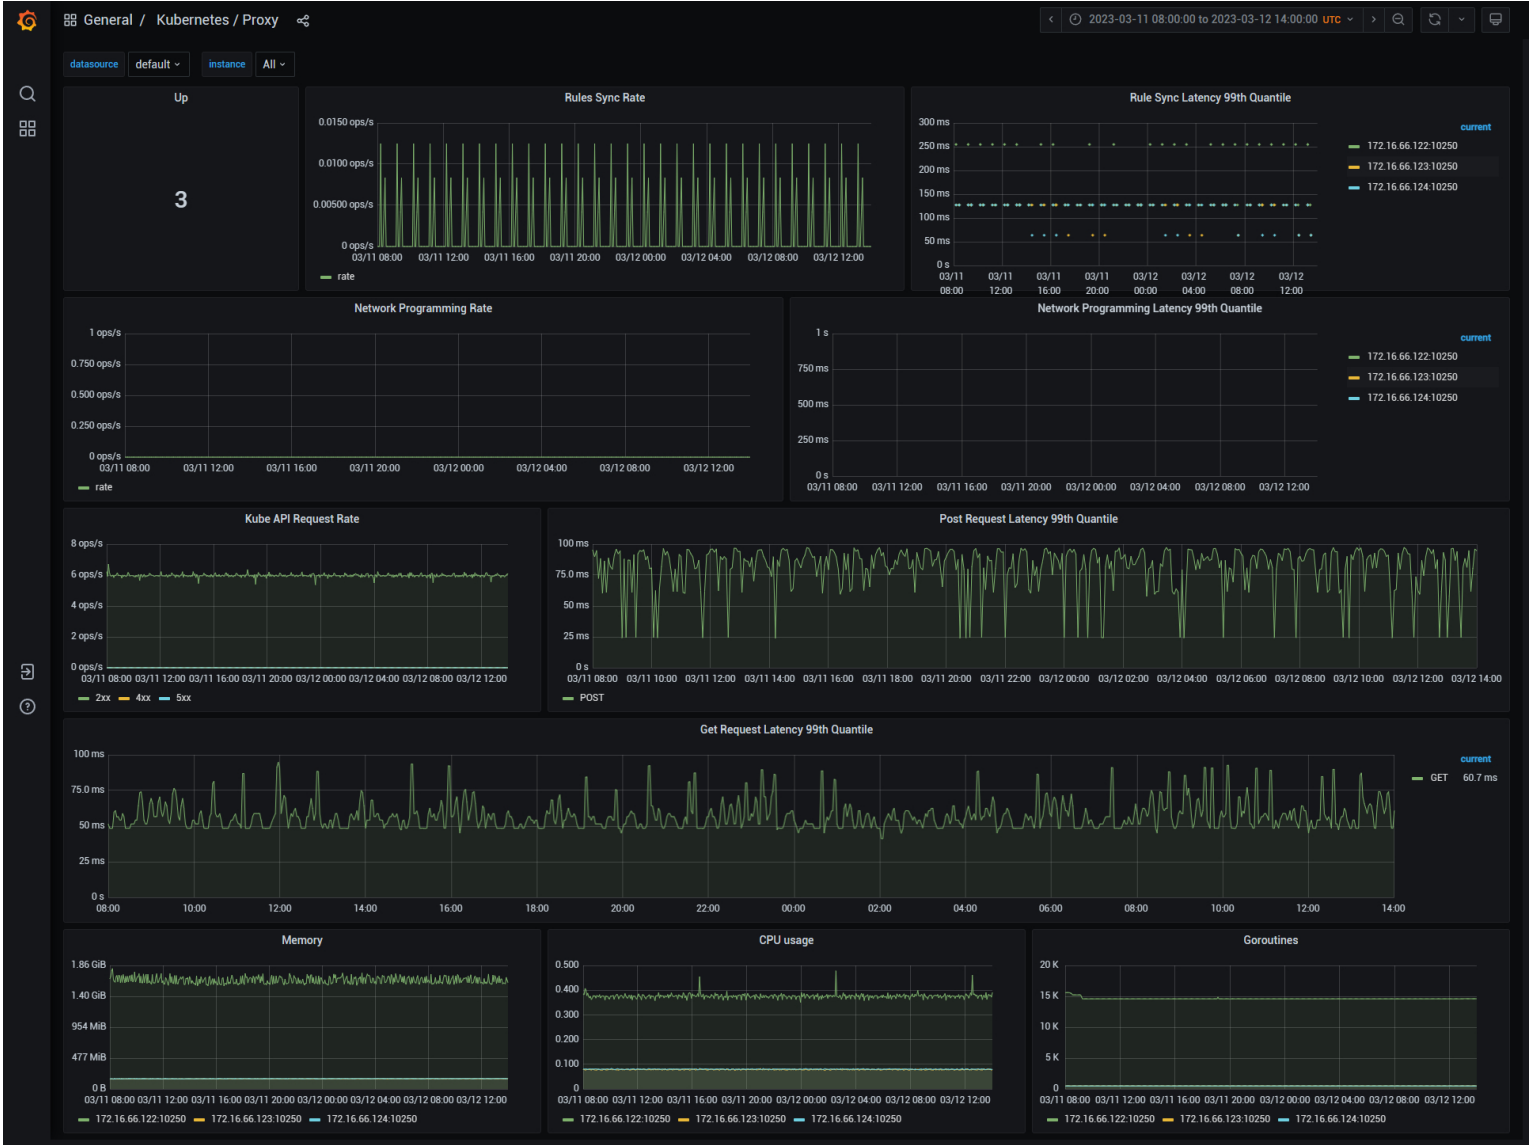 General / Kubernetes / Proxy
2023-03-11 08:00:00 to 2023-03-12 14:00:00 UTC
datasource default instance All
Up
3
Rules Sync Rate
0.0150 ops/s
0.0100 ops/s
0.00500 ops/s
0 ops/s
03/11 08:00 03/11 12:00 03/11 16:00 03/11 20:00 03/12 00:00 03/12 04:00 03/12 08:00 03/12 12:00
rate
Rule Sync Latency 99th Quantile
300 ms
250 ms
200 ms
150 ms
100 ms
50 ms
0 s
03/11 03/11 03/11 03/11 03/12 03/12 03/12 03/12
08:00 12:00 16:00 20:00 00:00 04:00 08:00 12:00
current
172.16.66.122:10250
172.16.66.123:10250
172.16.66.124:10250
Network Programming Rate
1 ops/s
0.750 ops/s
0.500 ops/s
0.250 ops/s
0 ops/s
03/11 08:00 03/11 12:00 03/11 16:00 03/11 20:00 03/12 00:00 03/12 04:00 03/12 08:00 03/12 12:00
rate
Network Programming Latency 99th Quantile
1 s
750 ms
500 ms
250 ms
0 s
03/11 08:00 03/11 12:00 03/11 16:00 03/11 20:00 03/12 00:00 03/12 04:00 03/12 08:00 03/12 12:00
current
172.16.66.122:10250
172.16.66.123:10250
172.16.66.124:10250
Kube API Request Rate
8 ops/s
6 ops/s
4 ops/s
2 ops/s
0 ops/s
03/11 08:00 03/11 12:00 03/11 16:00 03/11 20:00 03/12 00:00 03/12 04:00 03/12 08:00 03/12 12:00
2xx 4xx 5xx
Post Request Latency 99th Quantile
100 ms
75.0 ms
50 ms
25 ms
0 s
03/11 08:00 03/11 10:00 03/11 12:00 03/11 14:00 03/11 16:00 03/11 18:00 03/11 20:00 03/11 22:00 03/12 00:00 03/12 02:00 03/12 04:00 03/12 06:00 03/12 08:00 03/12 10:00 03/12 12:00 03/12 14:00
POST
Get Request Latency 99th Quantile
100 ms
75.0 ms
50 ms
25 ms
0 s
08:00 10:00 12:00 14:00 16:00 18:00 20:00 22:00 00:00 02:00 04:00 06:00 08:00 10:00 12:00 14:00
current
GET 60.7 ms
Memory
1.86 GiB
1.40 GiB
954 MiB
477 MiB
0 B
03/11 08:00 03/11 12:00 03/11 16:00 03/11 20:00 03/12 00:00 03/12 04:00 03/12 08:00 03/12 12:00
172.16.66.122:10250 172.16.66.123:10250 172.16.66.124:10250
CPU usage
0.500
0.400
0.300
0.200
0.100
0
03/11 08:00 03/11 12:00 03/11 16:00 03/11 20:00 03/12 00:00 03/12 04:00 03/12 08:00 03/12 12:00
172.16.66.122:10250 172.16.66.123:10250 172.16.66.124:10250
Goroutines
20 K
15 K
10 K
5 K
0
03/11 08:00 03/11 12:00 03/11 16:00 03/11 20:00 03/12 00:00 03/12 04:00 03/12 08:00 03/12 12:00
172.16.66.122:10250 172.16.66.123:10250 172.16.66.124:10250